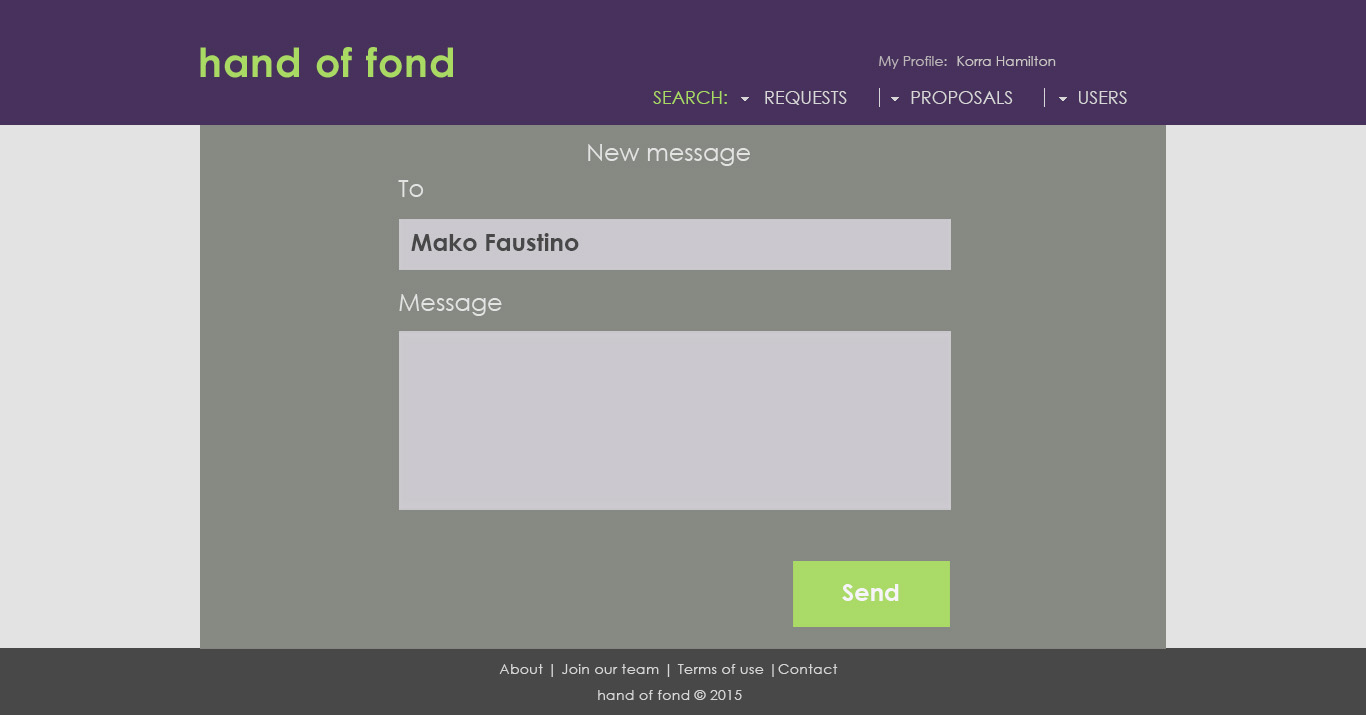 hand of fond
My Profile: Korra Hamilton
SEARCH: REQUESTS PROPOSALS USERS
New message
To
Mako Faustino
Message
Send
About | Join our team | Terms of use |Contact
hand of fond © 2015